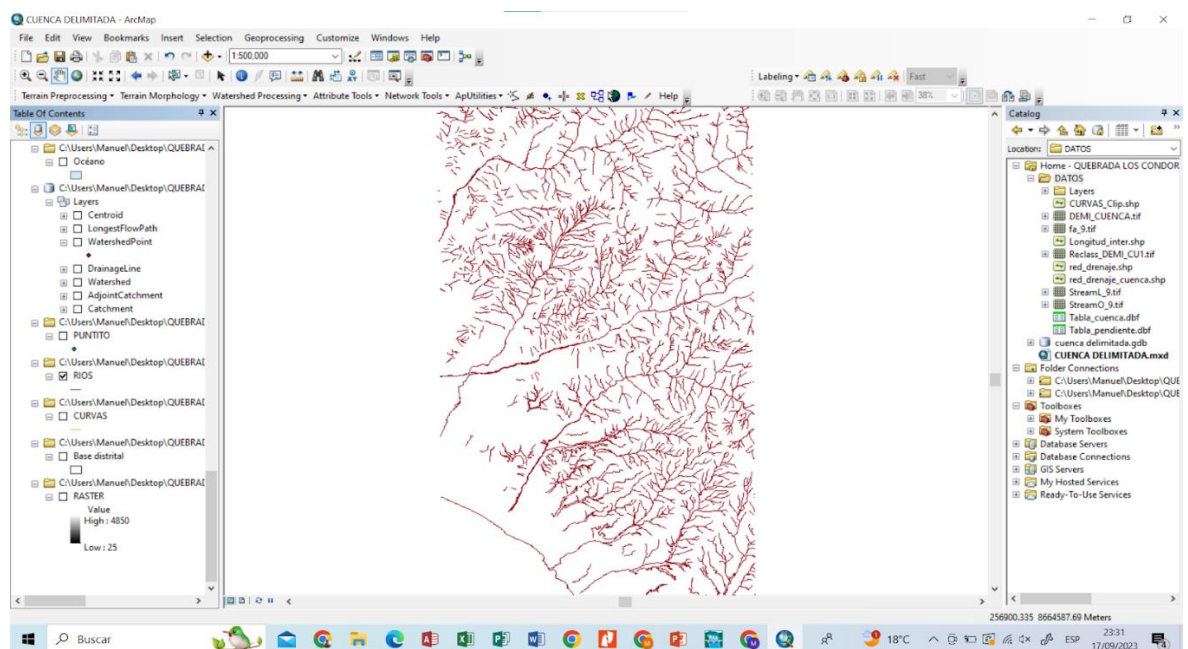 CUENCA DELIMITADA - ArcMap
File Edit View Bookmarks Insert Selection Geoprocessing Customize Windows Help
1:500,000
Labeling Fast
Terrain Preprocessing Terrain Morphology Watershed Processing Attribute Tools Network Tools ApUtilities Help 38%
Table Of Contents
C:\Users\Manuel\Desktop\QUEBRAD
Océano
C:\Users\Manuel\Desktop\QUEBRAD
Layers
Centroid
LongestFlowPath
WatershedPoint
DrainageLine
Watershed
AdjointCatchment
Catchment
C:\Users\Manuel\Desktop\QUEBRAD
PUNTITO
C:\Users\Manuel\Desktop\QUEBRAD
RIOS
C:\Users\Manuel\Desktop\QUEBRAD
CURVAS
C:\Users\Manuel\Desktop\QUEBRAD
Base distrital
C:\Users\Manuel\Desktop\QUEBRAD
RASTER
Value
High : 4850
Low : 25
Catalog
Location: DATOS
Home - QUEBRADA LOS CONDOR
DATOS
Layers
CURVAS_Clip.shp
DEMI_CUENCA.tif
fa_9.tif
Longitud_inter.shp
Reclass_DEMI_CU1.tif
red_drenaje.shp
red_drenaje_cuenca.shp
StreamL_9.tif
StreamO_9.tif
Tabla_cuenca.dbf
Tabla_pendiente.dbf
cuenca delimitada.gdb
CUENCA DELIMITADA.mxd
Folder Connections
C:\Users\Manuel\Desktop\QUE
C:\Users\Manuel\Desktop\QUE
Toolboxes
My Toolboxes
System Toolboxes
Database Servers
Database Connections
GIS Servers
My Hosted Services
Ready-To-Use Services
256900.335 8664587.69 Meters
Buscar
18°C ESP 23:31
17/09/2023